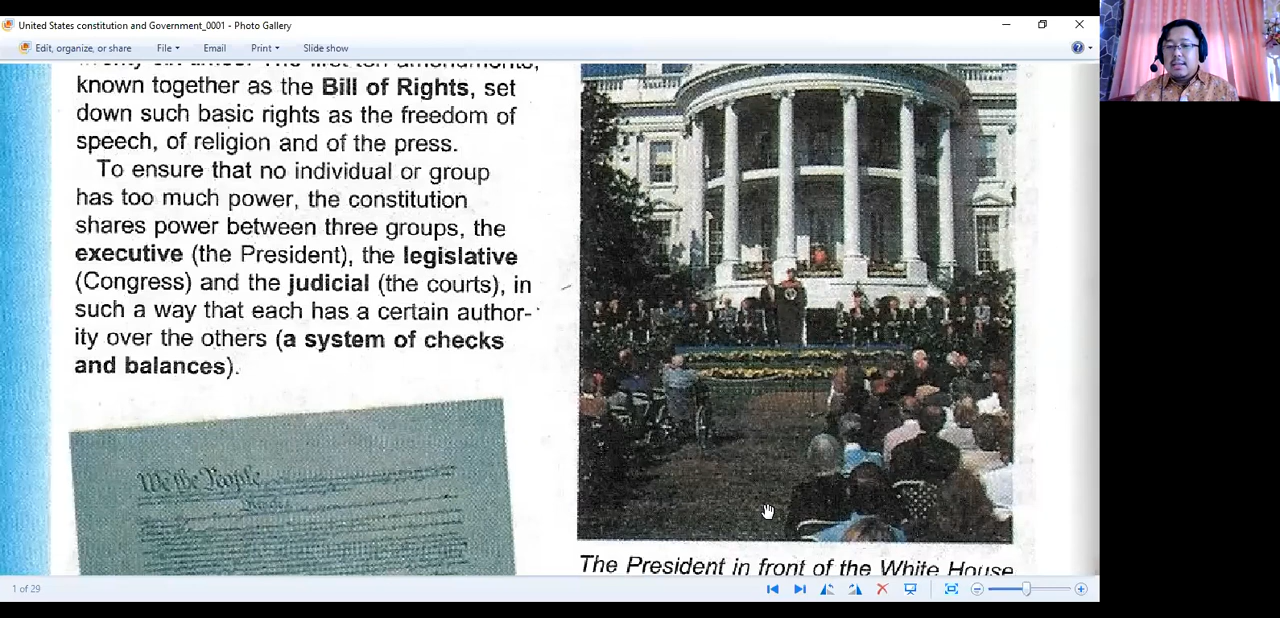 United States constitution and Government_0001 - Photo Gallery
Edit, organize, or share File Email Print Slide show
The first ten amendments,
known together as the Bill of Rights, set
down such basic rights as the freedom of
speech, of religion and of the press.
To ensure that no individual or group
has too much power, the constitution
shares power between three groups, the
executive (the President), the legislative
(Congress) and the judicial (the courts), in
such a way that each has a certain author-
ity over the others (a system of checks
and balances).
We the People
The President in front of the White House
1 of 29